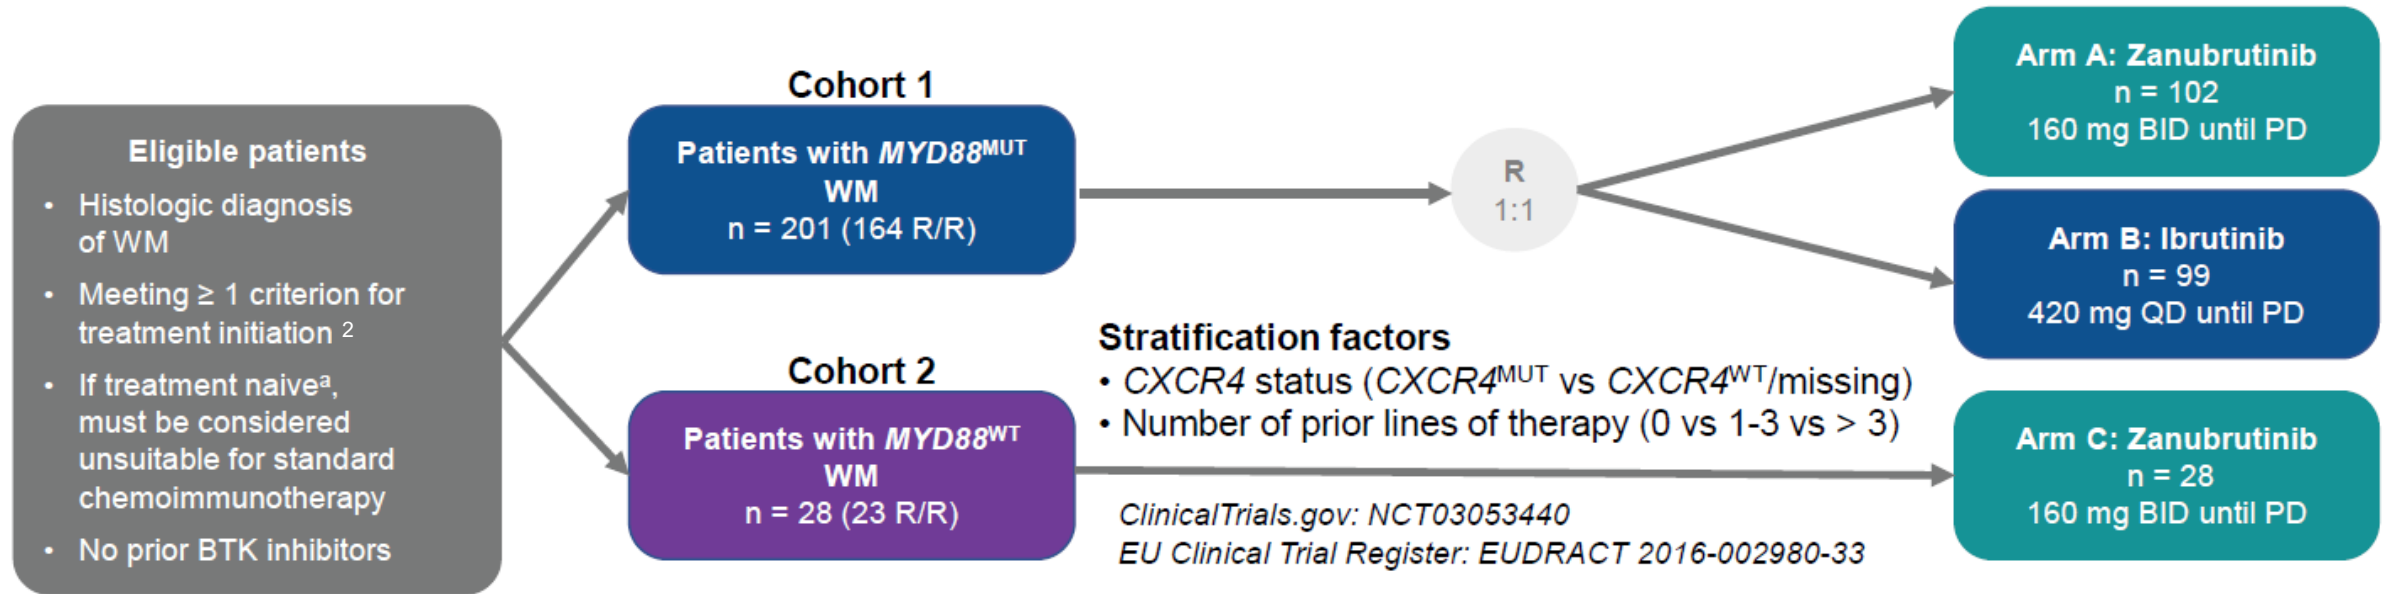 Eligible patients
• Histologic diagnosis
of WM
• Meeting ≥ 1 criterion for
treatment initiation 2
• If treatment naiveᵃ,
must be considered
unsuitable for standard
chemoimmunotherapy
• No prior BTK inhibitors
Cohort 1
Patients with MYD88ᴹᵁᵀ
WM
n = 201 (164 R/R)
Cohort 2
Patients with MYD88ᵂᵀ
WM
n = 28 (23 R/R)
R
1:1
Stratification factors
• CXCR4 status (CXCR4ᴹᵁᵀ vs CXCR4ᵂᵀ/missing)
• Number of prior lines of therapy (0 vs 1-3 vs > 3)
ClinicalTrials.gov: NCT03053440
EU Clinical Trial Register: EUDRACT 2016-002980-33
Arm A: Zanubrutinib
n = 102
160 mg BID until PD
Arm B: Ibrutinib
n = 99
420 mg QD until PD
Arm C: Zanubrutinib
n = 28
160 mg BID until PD